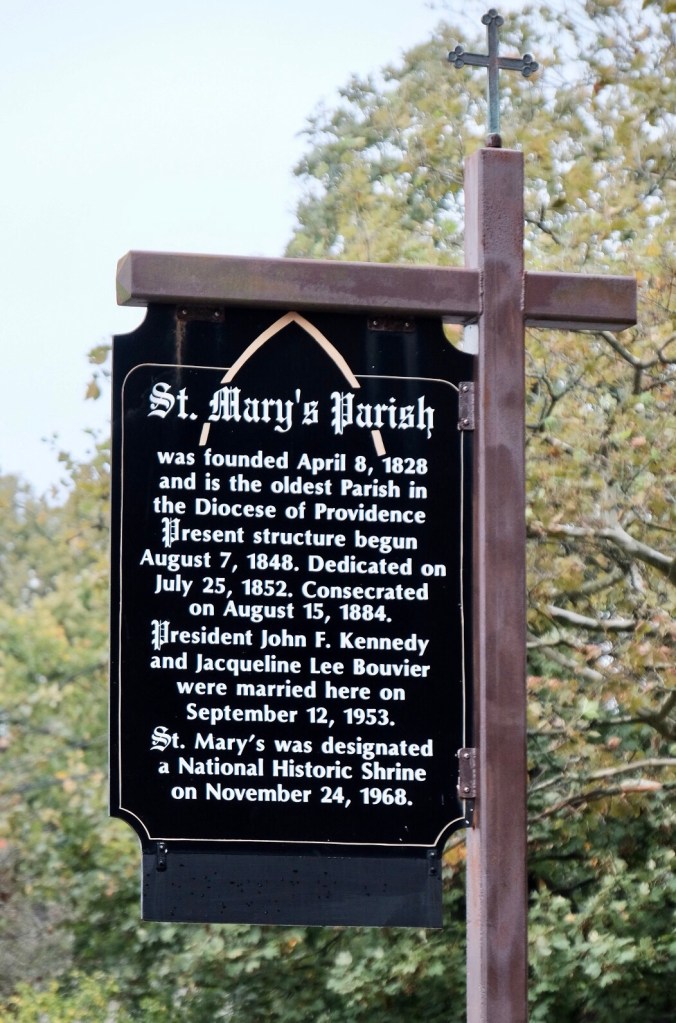 St. Mary's Parish
was founded April 8, 1828
and is the oldest Parish in
the Diocese of Providence
Present structure begun
August 7, 1848. Dedicated on
July 25, 1852. Consecrated
on August 15, 1884.
President John F. Kennedy
and Jacqueline Lee Bouvier
were married here on
September 12, 1953.
St. Mary's was designated
a National Historic Shrine
on November 24, 1968.